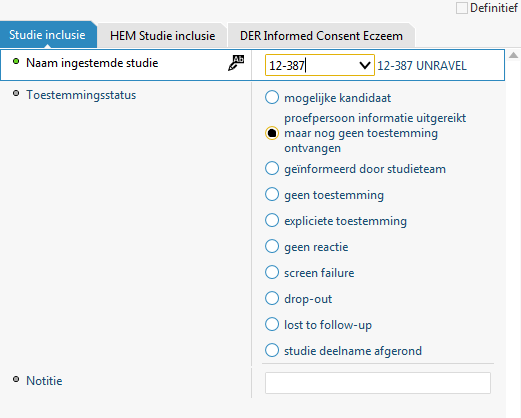 Definitief
Studie inclusie HEM Studie inclusie DER Informed Consent Eczeem
Naam ingestemde studie Ab 12-387 12-387 UNRAVEL
Toestemmingsstatus
mogelijke kandidaat
proefpersoon informatie uitgereikt
maar nog geen toestemming
ontvangen
geïnformeerd door studieteam
geen toestemming
expliciete toestemming
geen reactie
screen failure
drop-out
lost to follow-up
studie deelname afgerond
Notitie